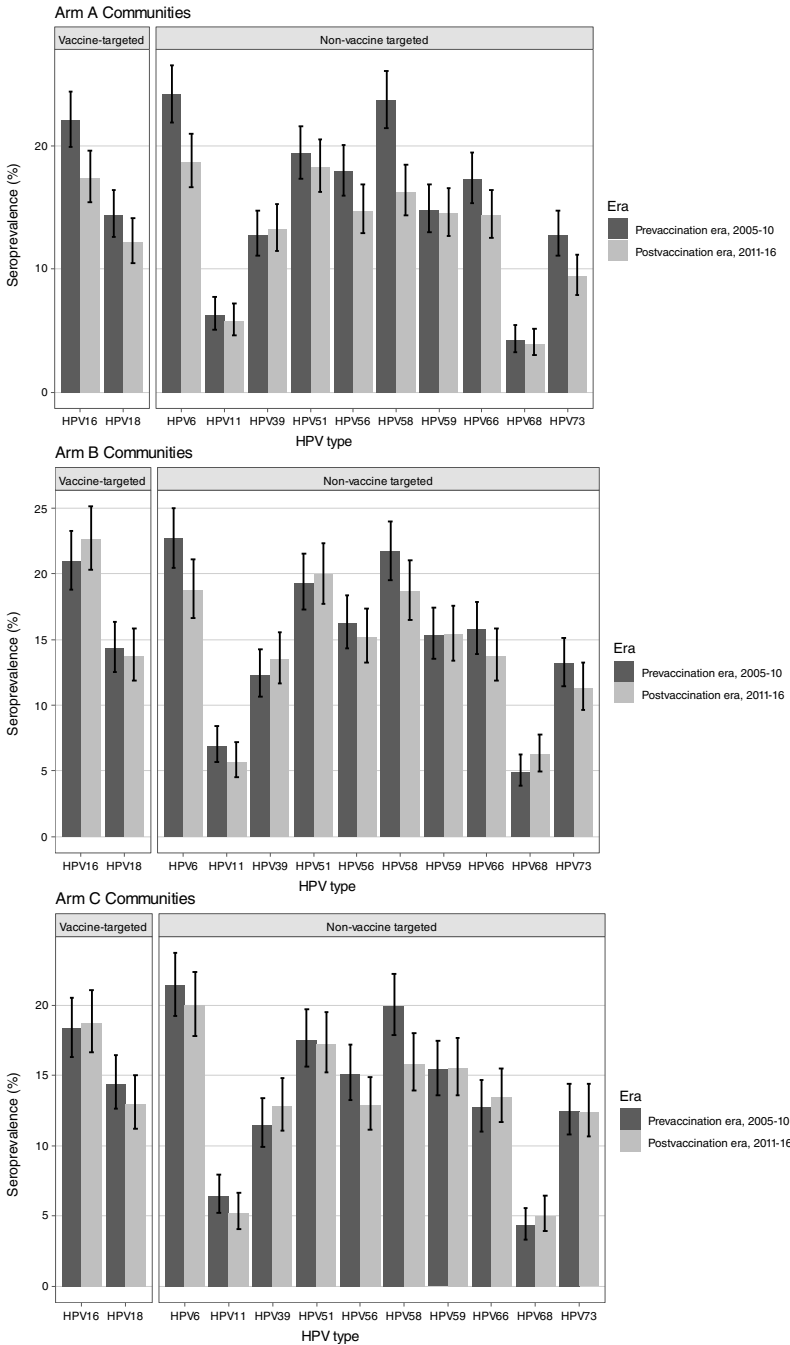 Arm A Communities
Vaccine-targeted
Non-vaccine targeted
Seroprevalence (%)
20
10
0
HPV16 HPV18 HPV6 HPV11 HPV39 HPV51 HPV56 HPV58 HPV59 HPV66 HPV68 HPV73
HPV type
Era
Prevaccination era, 2005-10
Postvaccination era, 2011-16
Arm B Communities
Vaccine-targeted
Non-vaccine targeted
Seroprevalence (%)
25
20
15
10
5
0
HPV16 HPV18 HPV6 HPV11 HPV39 HPV51 HPV56 HPV58 HPV59 HPV66 HPV68 HPV73
HPV type
Era
Prevaccination era, 2005-10
Postvaccination era, 2011-16
Arm C Communities
Vaccine-targeted
Non-vaccine targeted
Seroprevalence (%)
20
15
10
5
0
HPV16 HPV18 HPV6 HPV11 HPV39 HPV51 HPV56 HPV58 HPV59 HPV66 HPV68 HPV73
HPV type
Era
Prevaccination era, 2005-10
Postvaccination era, 2011-16